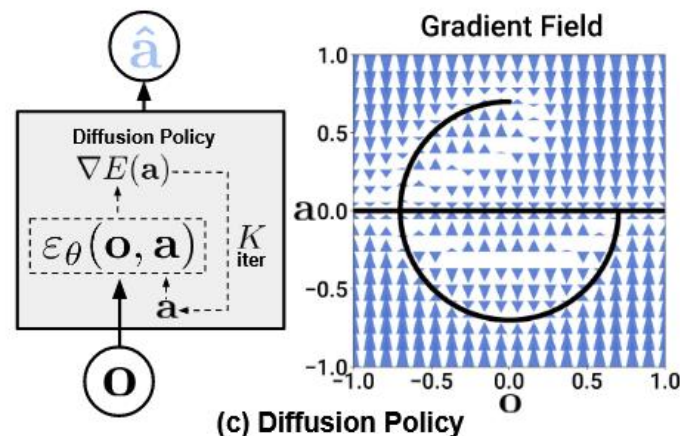 â
Diffusion Policy
∇E(a)
ε_θ(o, a)
K
iter
a
o
Gradient Field
1.0
0.5
a 0.0
−0.5
−1.0
−1.0 −0.5 0.0 0.5 1.0
o
(c) Diffusion Policy